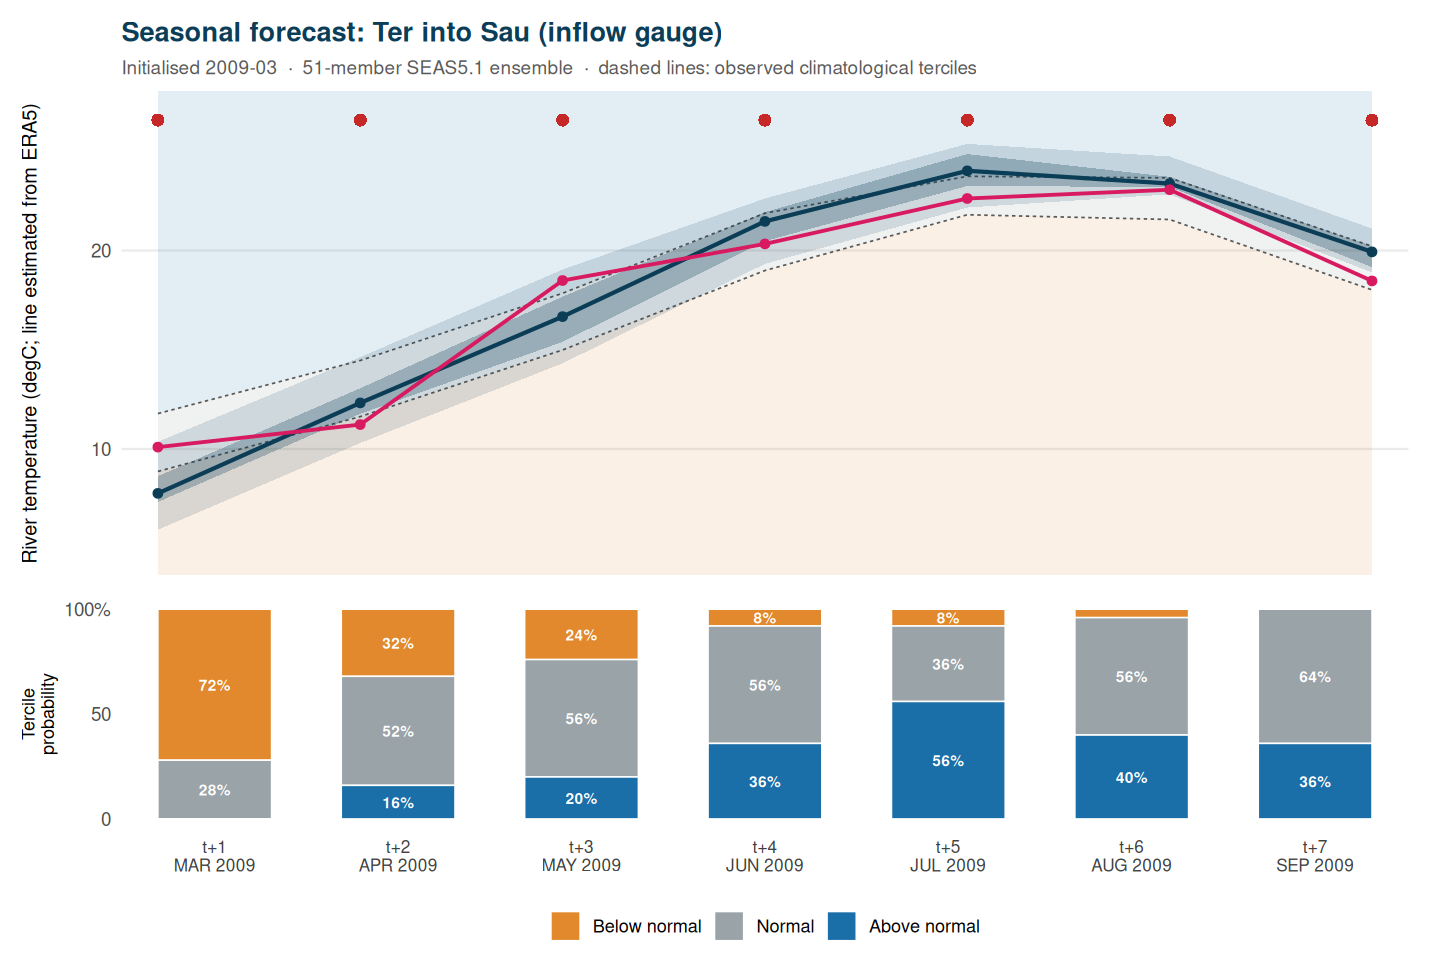 Seasonal forecast: Ter into Sau (inflow gauge)
Initialised 2009-03 · 51-member SEAS5.1 ensemble · dashed lines: observed climatological terciles
River temperature (degC; line estimated from ERA5)
20
10
Tercile
probability
100%
50
0
72%
28%
32%
52%
16%
24%
56%
20%
8%
56%
36%
8%
36%
56%
56%
40%
64%
36%
t+1
MAR 2009
t+2
APR 2009
t+3
MAY 2009
t+4
JUN 2009
t+5
JUL 2009
t+6
AUG 2009
t+7
SEP 2009
Below normal
Normal
Above normal